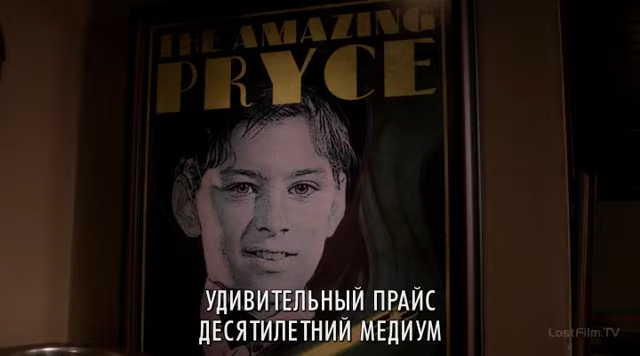 THE AMAZING
PRYCE
УДИВИТЕЛЬНЫЙ ПРАЙС
ДЕСЯТИЛЕТНИЙ МЕДИУМ
LostFilm.TV